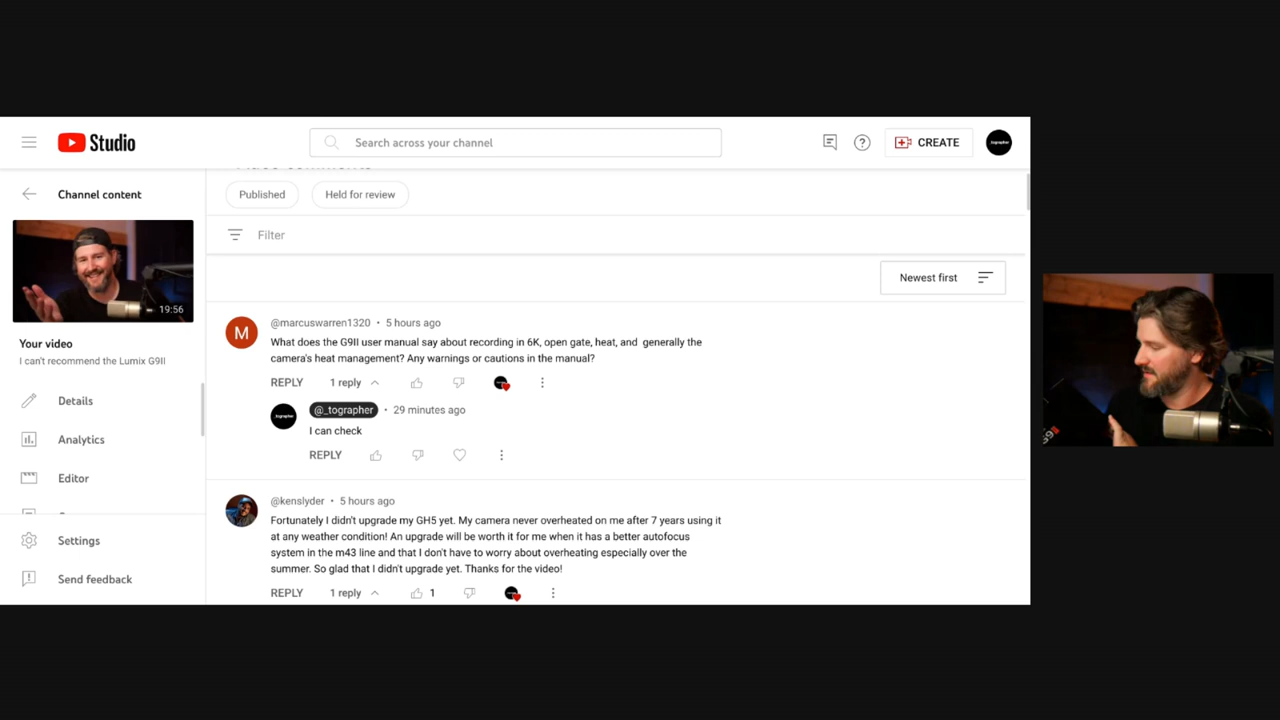 Studio
Search across your channel
CREATE
Channel content
Published
Held for review
Filter
19:56
Newest first
Your video
I can't recommend the Lumix G9II
Details
Analytics
Editor
Settings
Send feedback
M
@marcuswarren1320 • 5 hours ago
What does the G9II user manual say about recording in 6K, open gate, heat, and generally the
camera's heat management? Any warnings or cautions in the manual?
REPLY 1 reply
@_tographer • 29 minutes ago
I can check
REPLY
@kenslyder • 5 hours ago
Fortunately I didn't upgrade my GH5 yet. My camera never overheated on me after 7 years using it
at any weather condition! An upgrade will be worth it for me when it has a better autofocus
system in the m43 line and that I don't have to worry about overheating especially over the
summer. So glad that I didn't upgrade yet. Thanks for the video!
REPLY 1 reply 1